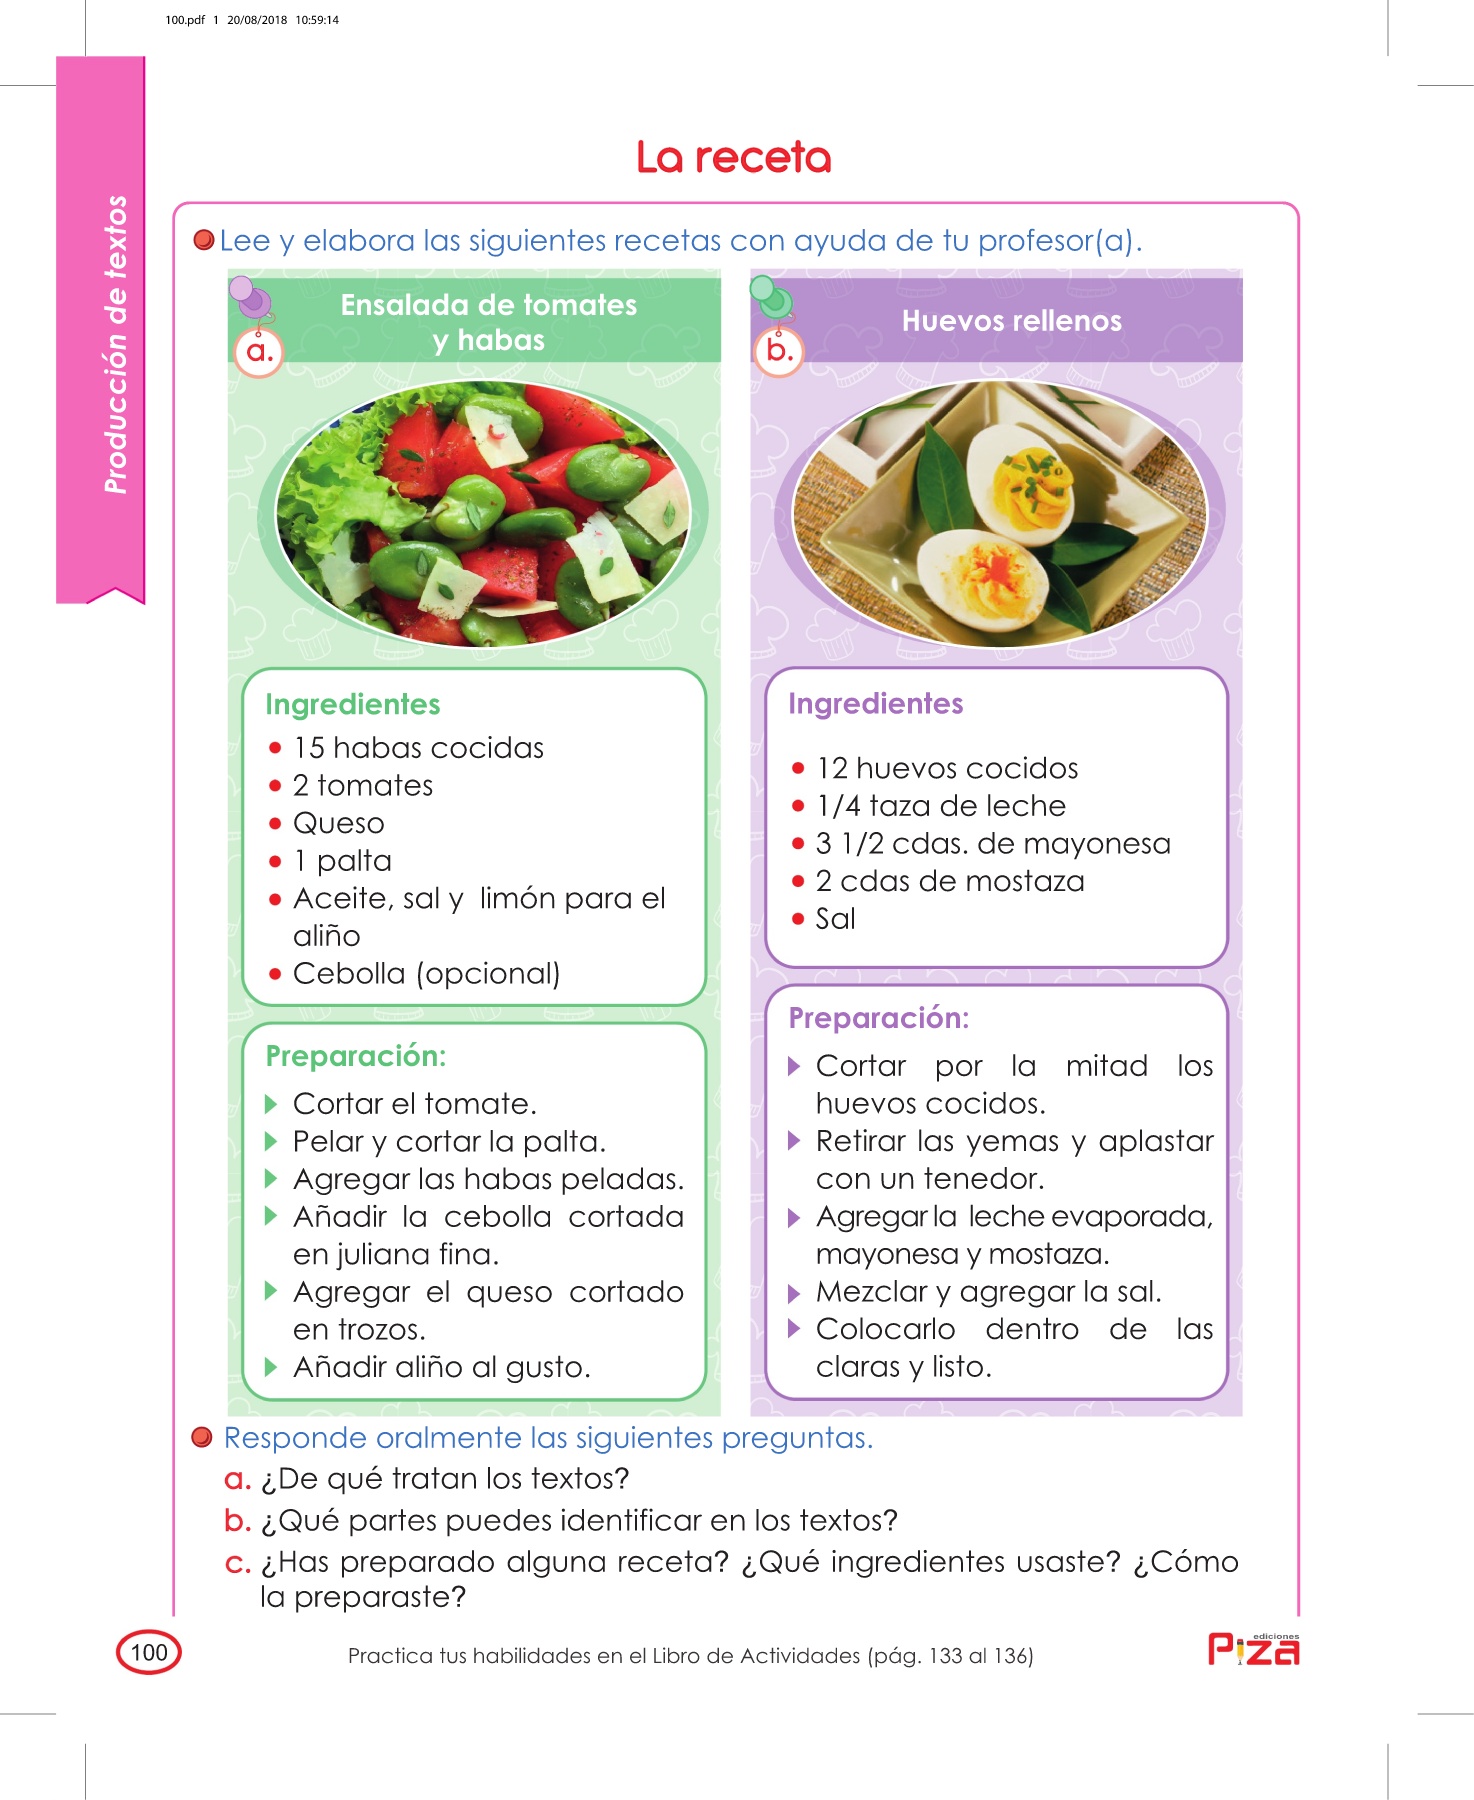 100.pdf 1 20/08/2018 10:59:14
Producción de textos
La receta
Lee y elabora las siguientes recetas con ayuda de tu profesor(a).
a.
Ensalada de tomates
y habas
Ingredientes
• 15 habas cocidas
• 2 tomates
• Queso
• 1 palta
• Aceite, sal y limón para el
aliño
• Cebolla (opcional)
Preparación:
Cortar el tomate.
Pelar y cortar la palta.
Agregar las habas peladas.
Añadir la cebolla cortada
en juliana fina.
Agregar el queso cortado
en trozos.
Añadir aliño al gusto.
b.
Huevos rellenos
Ingredientes
• 12 huevos cocidos
• 1/4 taza de leche
• 3 1/2 cdas. de mayonesa
• 2 cdas de mostaza
• Sal
Preparación:
Cortar por la mitad los
huevos cocidos.
Retirar las yemas y aplastar
con un tenedor.
Agregar la leche evaporada,
mayonesa y mostaza.
Mezclar y agregar la sal.
Colocarlo dentro de las
claras y listo.
Responde oralmente las siguientes preguntas.
a. ¿De qué tratan los textos?
b. ¿Qué partes puedes identificar en los textos?
c. ¿Has preparado alguna receta? ¿Qué ingredientes usaste? ¿Cómo
la preparaste?
100
Practica tus habilidades en el Libro de Actividades (pág. 133 al 136)
ediciones
Piza